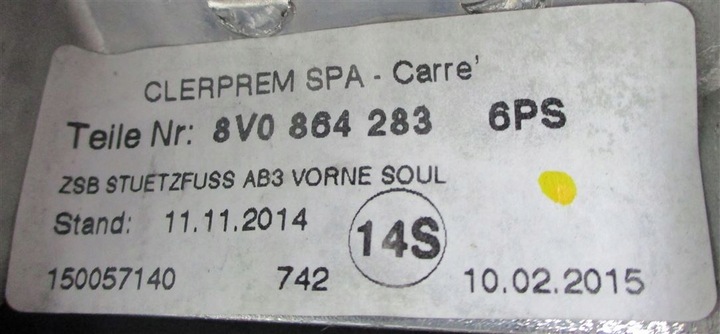 CLERPREM SPA - Carre'
Teile Nr: 8V0 864 283 6PS
ZSB STUETZFUSS AB3 VORNE SOUL
Stand: 11.11.2014 14S
150057140 742 10.02.2015